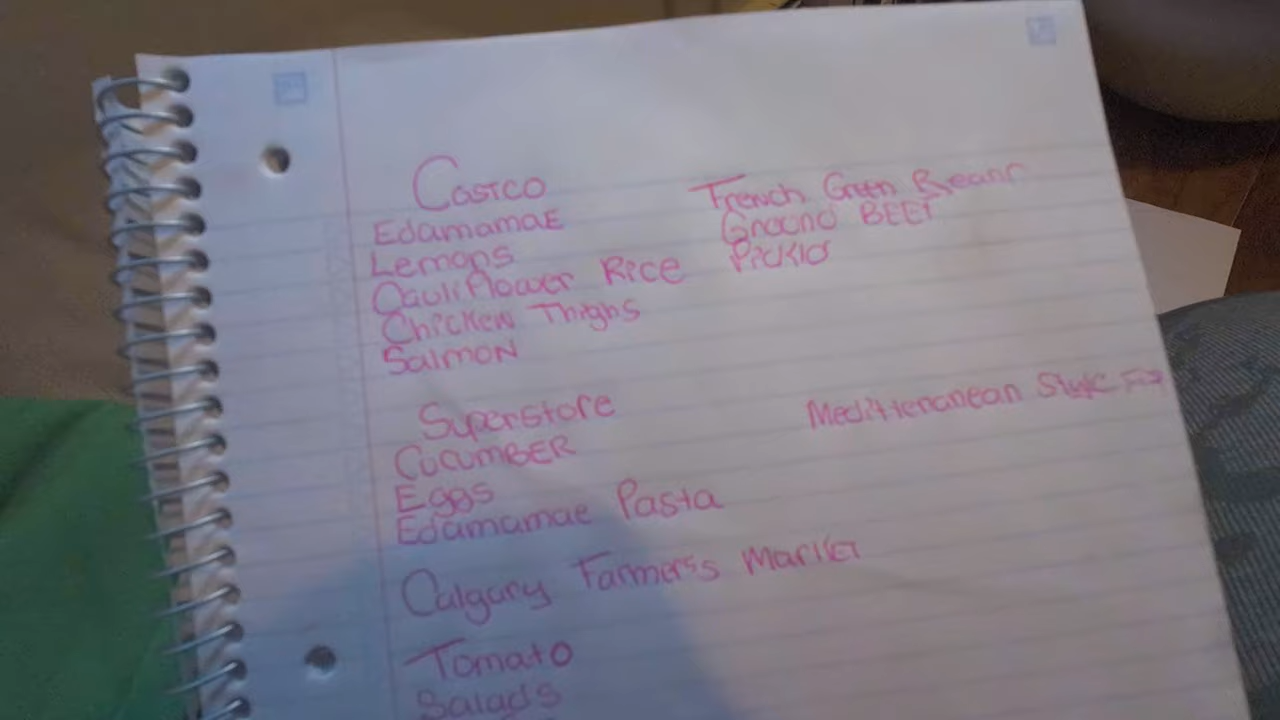 Costco
Edamamae
Lemons
Cauliflower Rice
Chicken Thighs
Salmon
French Green Beans
Ground BEEF
Pickles
Superstore
Cucumber
Eggs
Edamamae Pasta
Mediterranean Style
Calgary Farmer's Market
Tomato
Salads